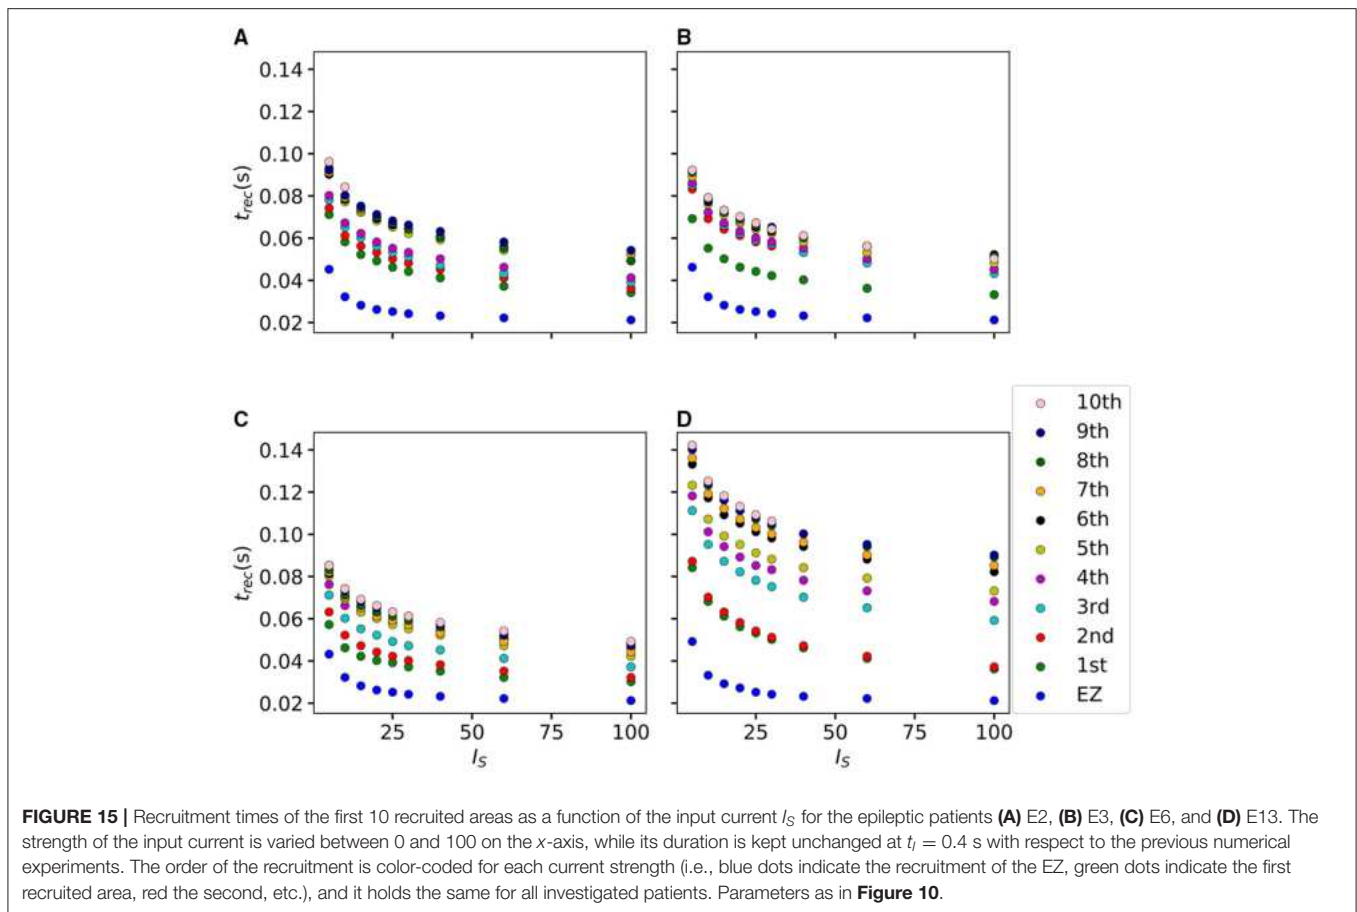 A
B
0.14
0.12
0.10
0.08
0.06
0.04
0.02
t_rec(s)
C
D
0.14
0.12
0.10
0.08
0.06
0.04
0.02
t_rec(s)
25 50 75 100
I_S
25 50 75 100
I_S
10th
9th
8th
7th
6th
5th
4th
3rd
2nd
1st
EZ
FIGURE 15 | Recruitment times of the first 10 recruited areas as a function of the input current I_S for the epileptic patients (A) E2, (B) E3, (C) E6, and (D) E13. The
strength of the input current is varied between 0 and 100 on the x-axis, while its duration is kept unchanged at t_I = 0.4 s with respect to the previous numerical
experiments. The order of the recruitment is color-coded for each current strength (i.e., blue dots indicate the recruitment of the EZ, green dots indicate the first
recruited area, red the second, etc.), and it holds the same for all investigated patients. Parameters as in Figure 10.